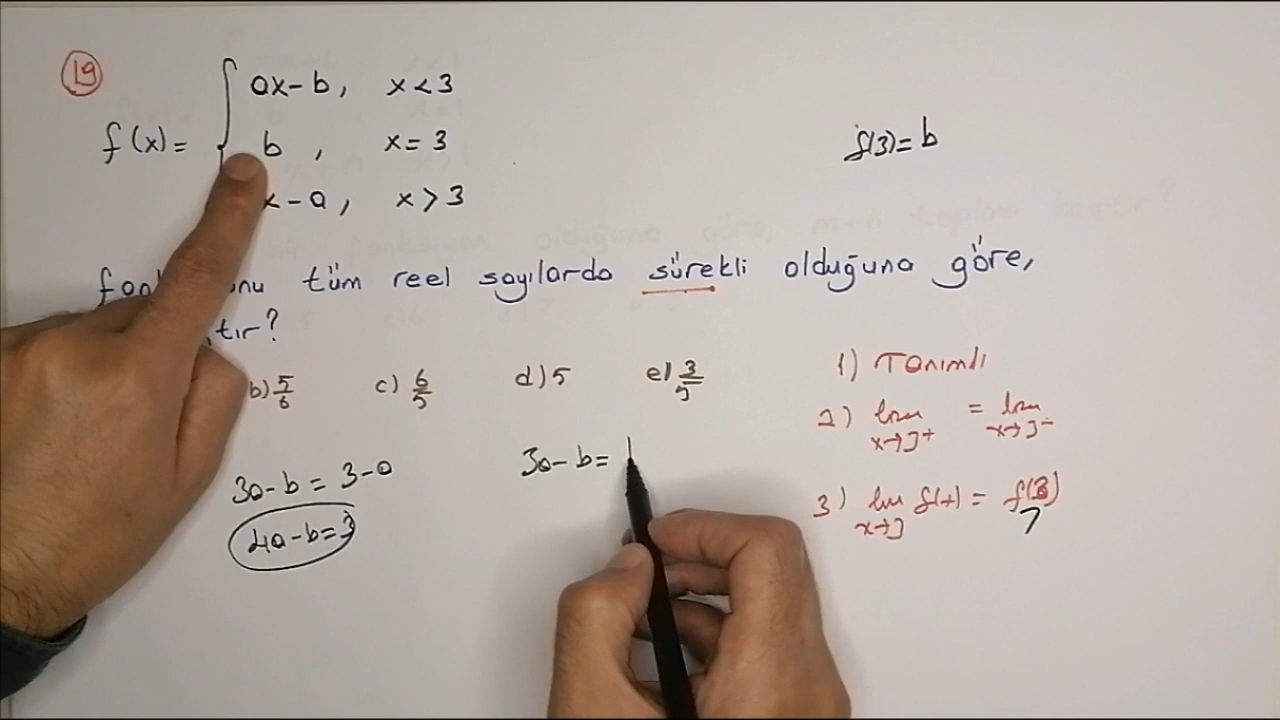 19
ax-b, x<3
f(x)= b, x=3
x-a, x>3
f(3)=b
tüm reel sayılarda sürekli olduğuna göre,
tır?
b) 5/6 c) 6/5 d) 5 e) 3/5
1) Tanımlı
2) lim x→3⁺ = lim x→3⁻
3a-b=3-a
3a-b=
3) lim x→3 f(x) = f(3)
4a-b=3